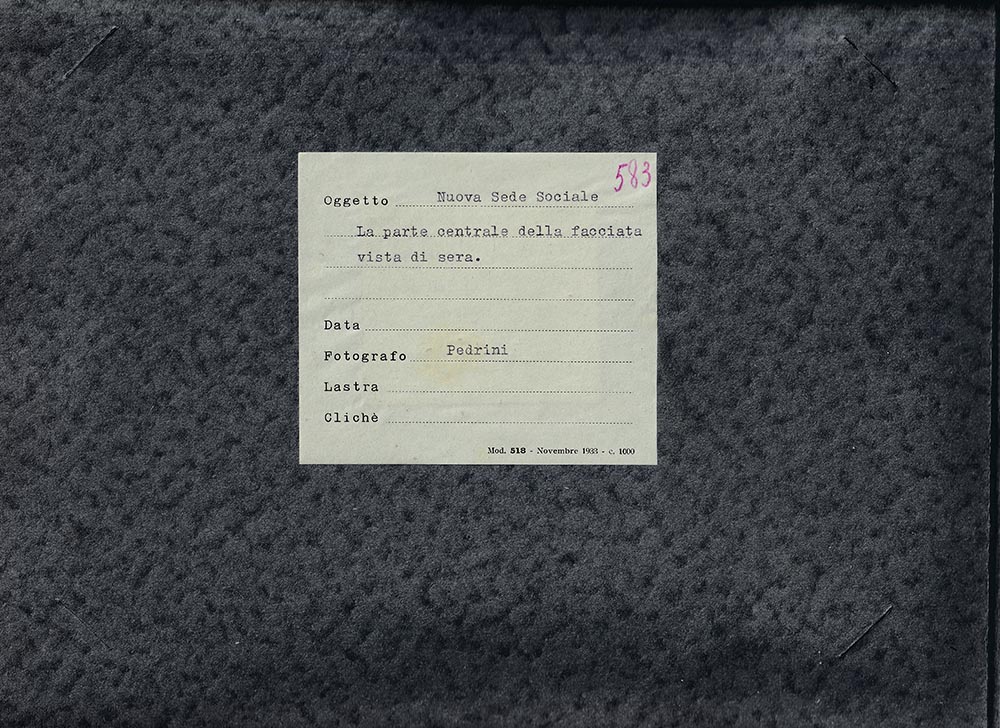 583
Oggetto Nuova Sede Sociale
La parte centrale della facciata
vista di sera.
Data
Fotografo Pedrini
Lastra
Clichè
Mod. 518 - Novembre 1933 - c. 1000